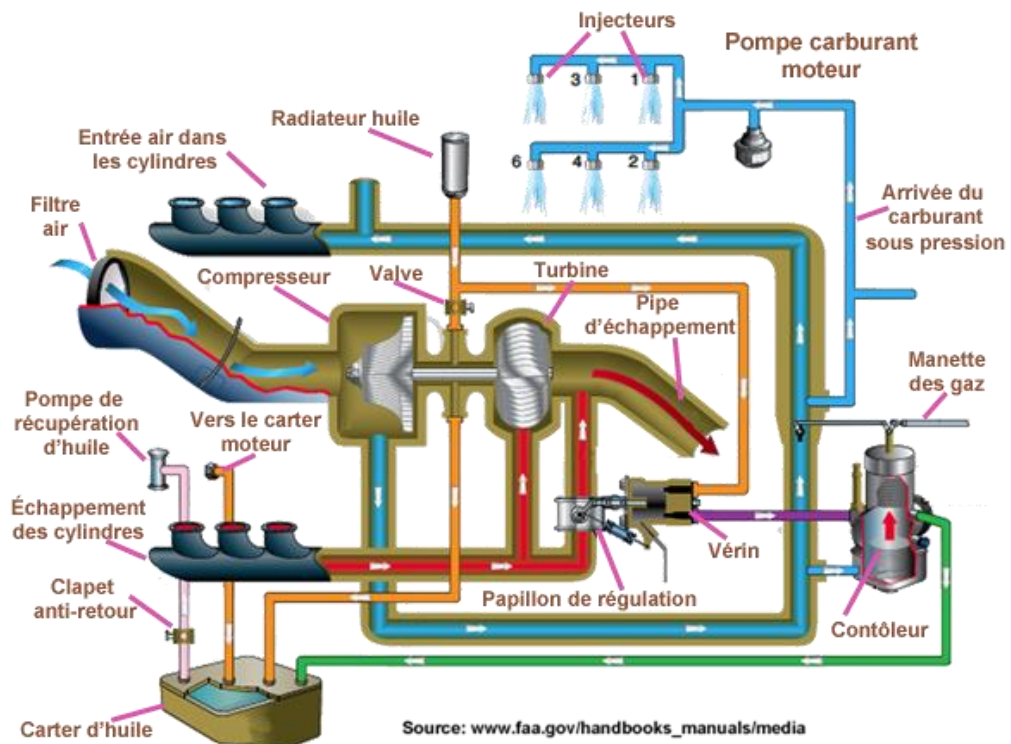 Injecteurs
Pompe carburant
moteur
3
1
Radiateur huile
Entrée air dans
les cylindres
6
4
2
Filtre
air
Arrivée du
carburant
sous pression
Compresseur
Valve
Turbine
Pipe
d'échappement
Manette
des gaz
Pompe de
récupération
d'huile
Vers le carter
moteur
Échappement
des cylindres
Vérin
Clapet
anti-retour
Papillon de régulation
Contôleur
Carter d'huile
Source: www.faa.gov/handbooks_manuals/media